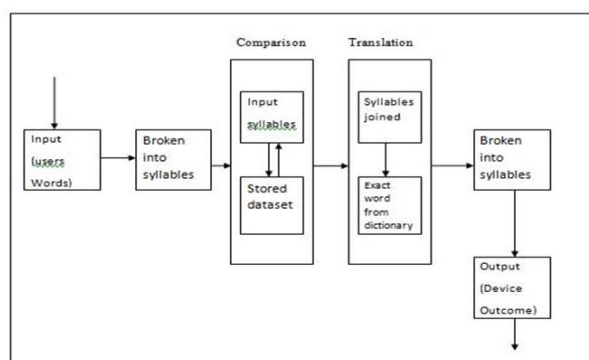 Comparison
Translation
Input
(users
Words)
Broken
into
syllables
Input
syllables
Stored
dataset
Syllables
joined
Exact
word
from
dictionary
Broken
into
syllables
Output
(Device
Outcome)